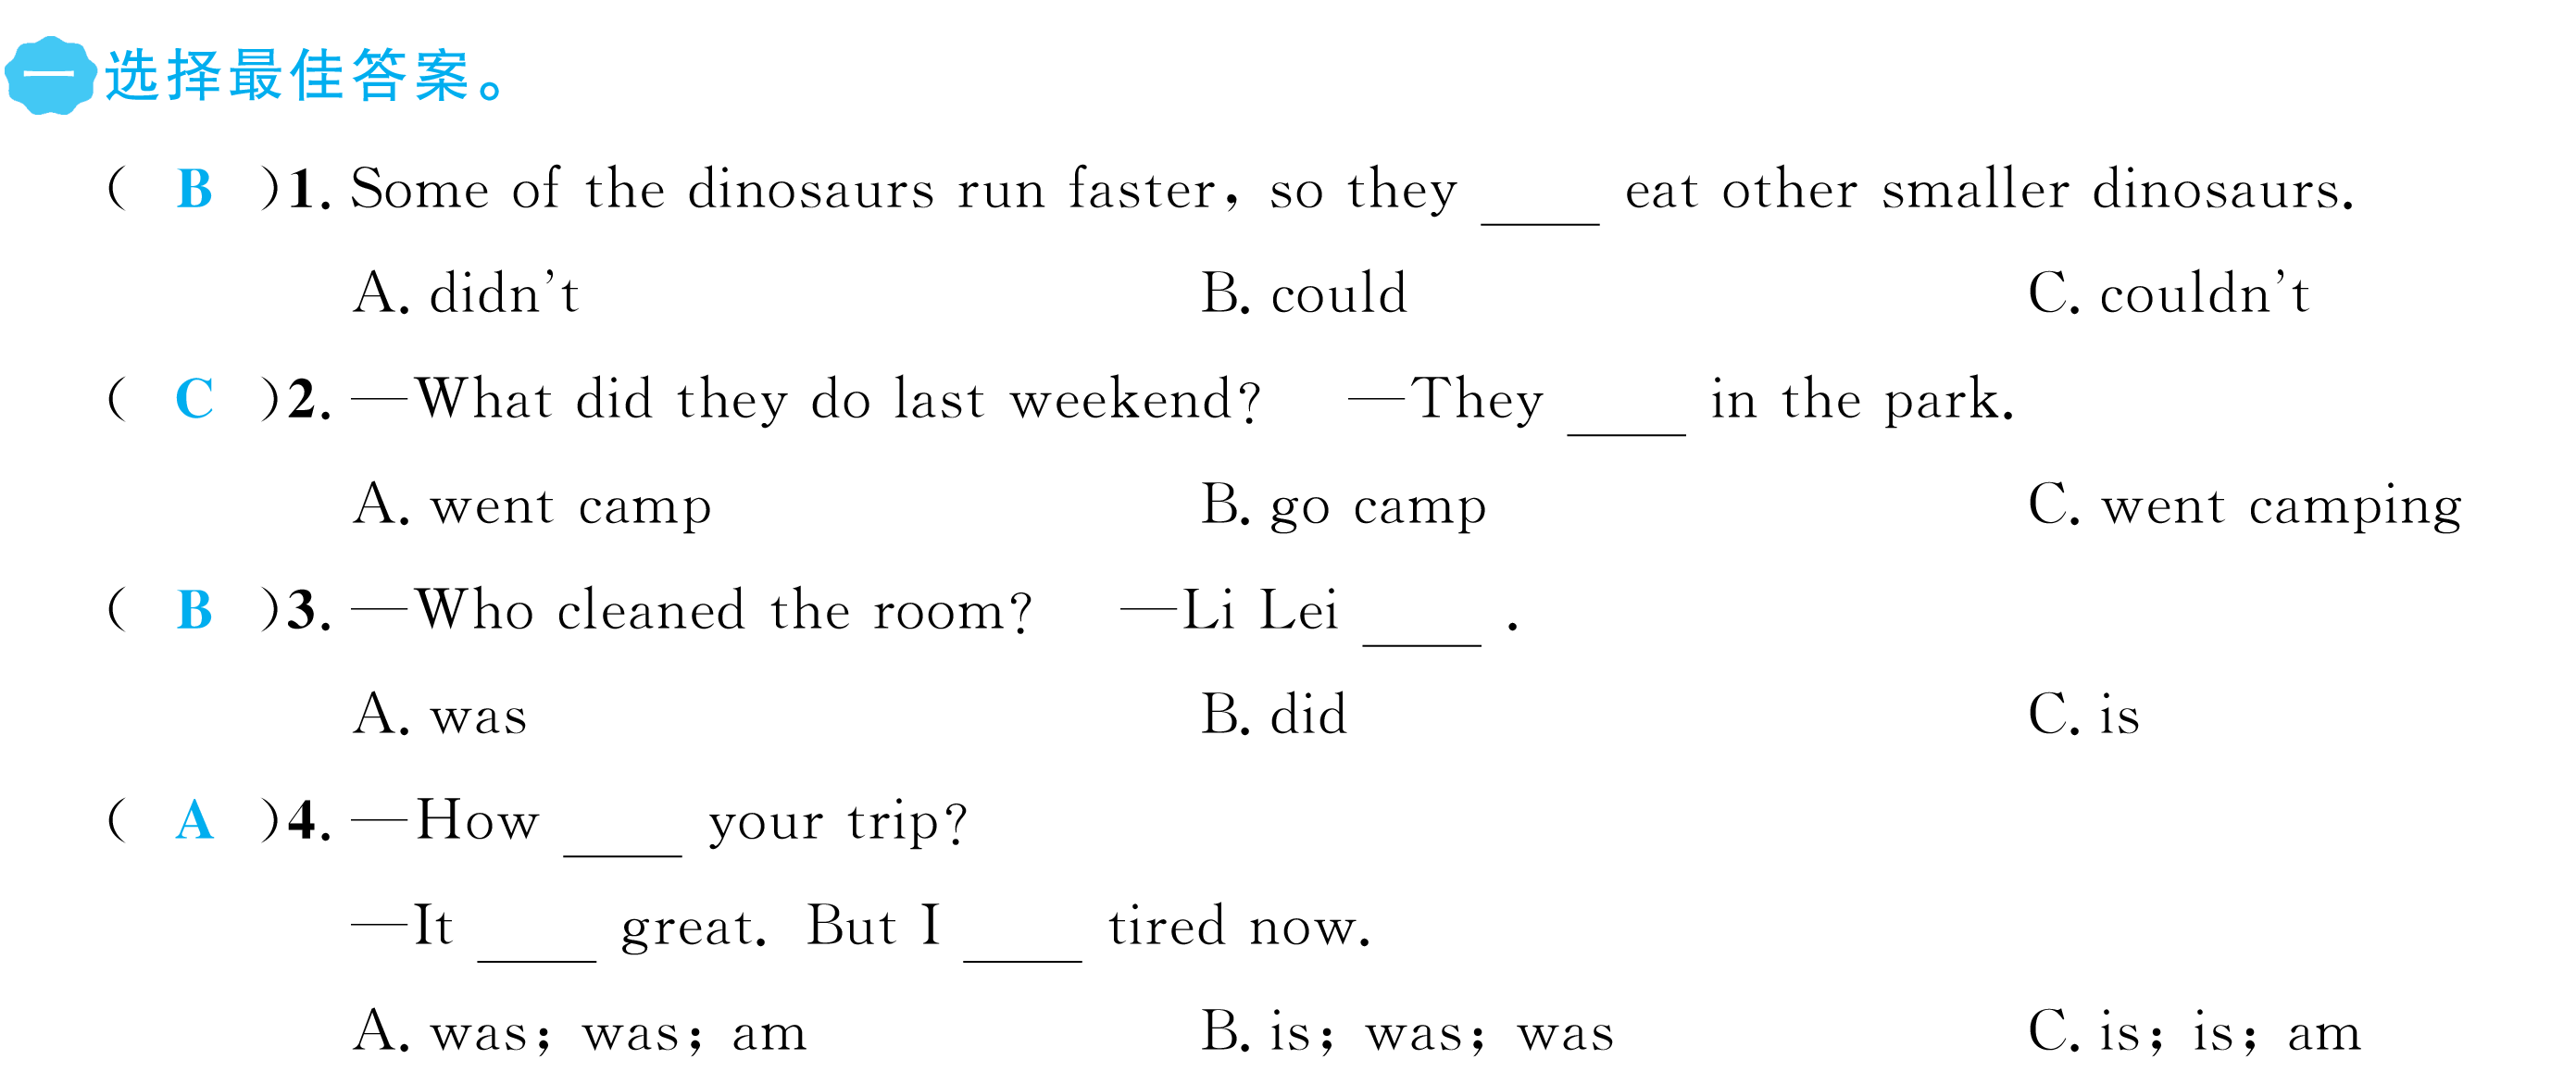 一 选择最佳答案。
( B )1. Some of the dinosaurs run faster, so they ____ eat other smaller dinosaurs.
A. didn't B. could C. couldn't
( C )2. —What did they do last weekend? —They ____ in the park.
A. went camp B. go camp C. went camping
( B )3. —Who cleaned the room? —Li Lei ____ .
A. was B. did C. is
( A )4. —How ____ your trip?
—It ____ great. But I ____ tired now.
A. was; was; am B. is; was; was C. is; is; am